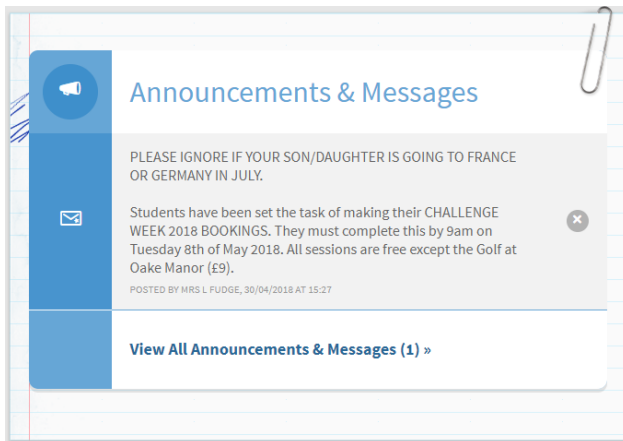 Announcements & Messages
PLEASE IGNORE IF YOUR SON/DAUGHTER IS GOING TO FRANCE
OR GERMANY IN JULY.
Students have been set the task of making their CHALLENGE
WEEK 2018 BOOKINGS. They must complete this by 9am on
Tuesday 8th of May 2018. All sessions are free except the Golf at
Oake Manor (£9).
POSTED BY MRS L FUDGE, 30/04/2018 AT 15:27
View All Announcements & Messages (1) »